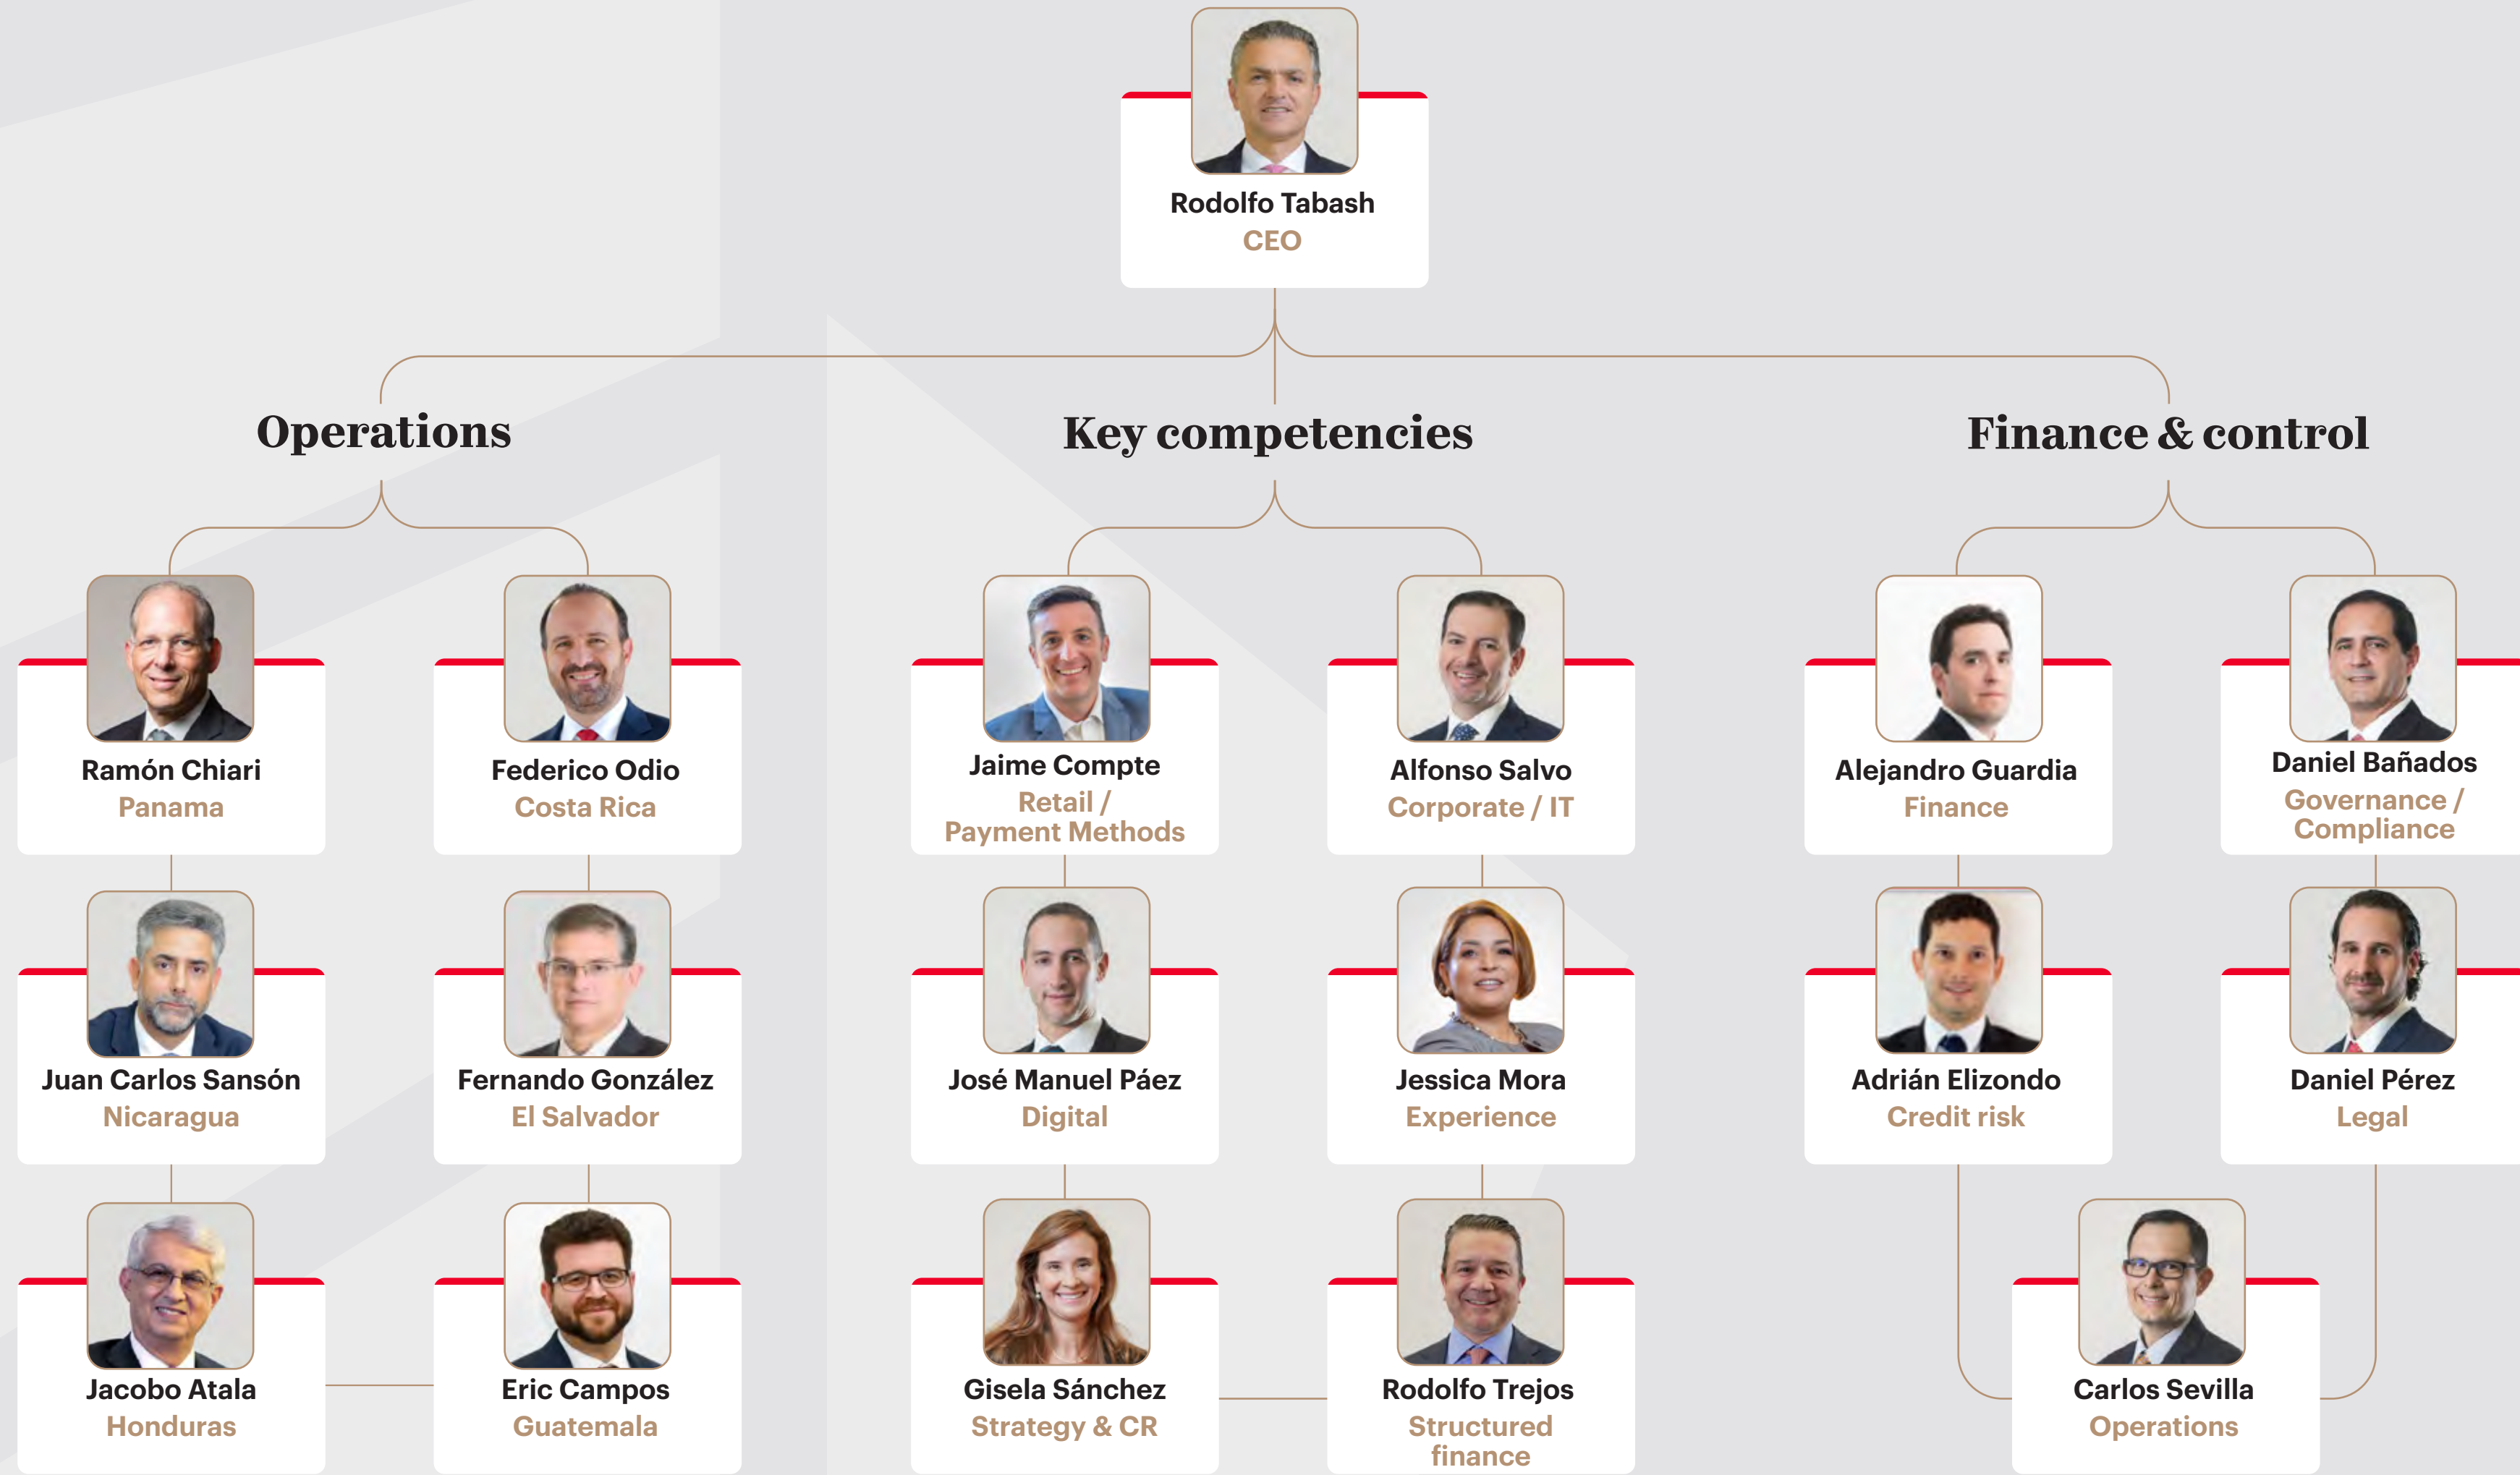 Rodolfo Tabash
CEO
Operations
Key competencies
Finance & control
Ramón Chiari
Panama
Federico Odio
Costa Rica
Jaime Compte
Retail /
Payment Methods
Alfonso Salvo
Corporate / IT
Alejandro Guardia
Finance
Daniel Bañados
Governance /
Compliance
Juan Carlos Sansón
Nicaragua
Fernando González
El Salvador
José Manuel Páez
Digital
Jessica Mora
Experience
Adrián Elizondo
Credit risk
Daniel Pérez
Legal
Jacobo Atala
Honduras
Eric Campos
Guatemala
Gisela Sánchez
Strategy & CR
Rodolfo Trejos
Structured
finance
Carlos Sevilla
Operations